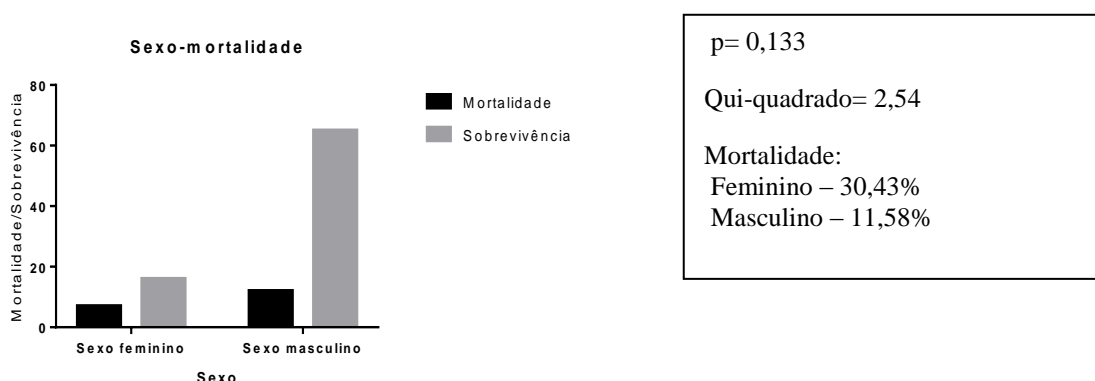 Sexo-mortalidade
Mortalidade/Sobrevivência
80
60
40
20
0
Sexo feminino
Sexo masculino
Sexo
Mortalidade
Sobrevivência
p= 0,133
Qui-quadrado= 2,54
Mortalidade:
Feminino – 30,43%
Masculino – 11,58%